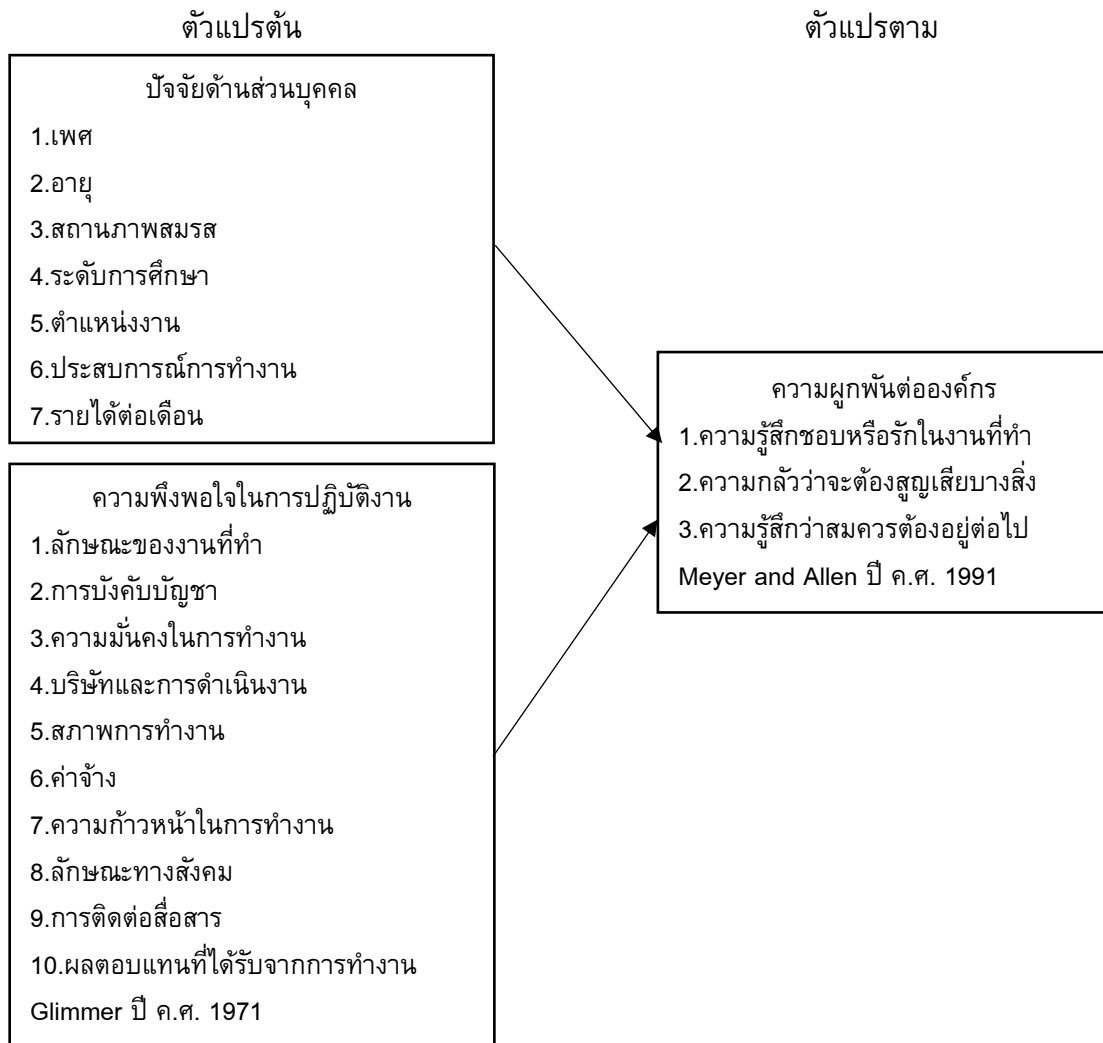 ตัวแปรต้น
ปัจจัยด้านส่วนบุคคล
1.เพศ
2.อายุ
3.สถานภาพสมรส
4.ระดับการศึกษา
5.ตำแหน่งงาน
6.ประสบการณ์การทำงาน
7.รายได้ต่อเดือน
ความพึงพอใจในการปฏิบัติงาน
1.ลักษณะของงานที่ทำ
2.การบังคับบัญชา
3.ความมั่นคงในการทำงาน
4.บริษัทและการดำเนินงาน
5.สภาพการทำงาน
6.ค่าจ้าง
7.ความก้าวหน้าในการทำงาน
8.ลักษณะทางสังคม
9.การติดต่อสื่อสาร
10.ผลตอบแทนที่ได้รับจากการทำงาน
Glimmer ปี ค.ศ. 1971
ตัวแปรตาม
ความผูกพันต่อองค์กร
1.ความรู้สึกชอบหรือรักในงานที่ทำ
2.ความกลัวว่าจะต้องสูญเสียบางสิ่ง
3.ความรู้สึกว่าสมควรต้องอยู่ต่อไป
Meyer and Allen ปี ค.ศ. 1991